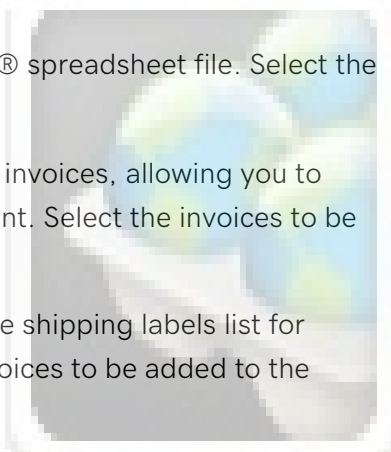 ® spreadsheet file. Select the
invoices, allowing you to
nt. Select the invoices to be
e shipping labels list for
oices to be added to the